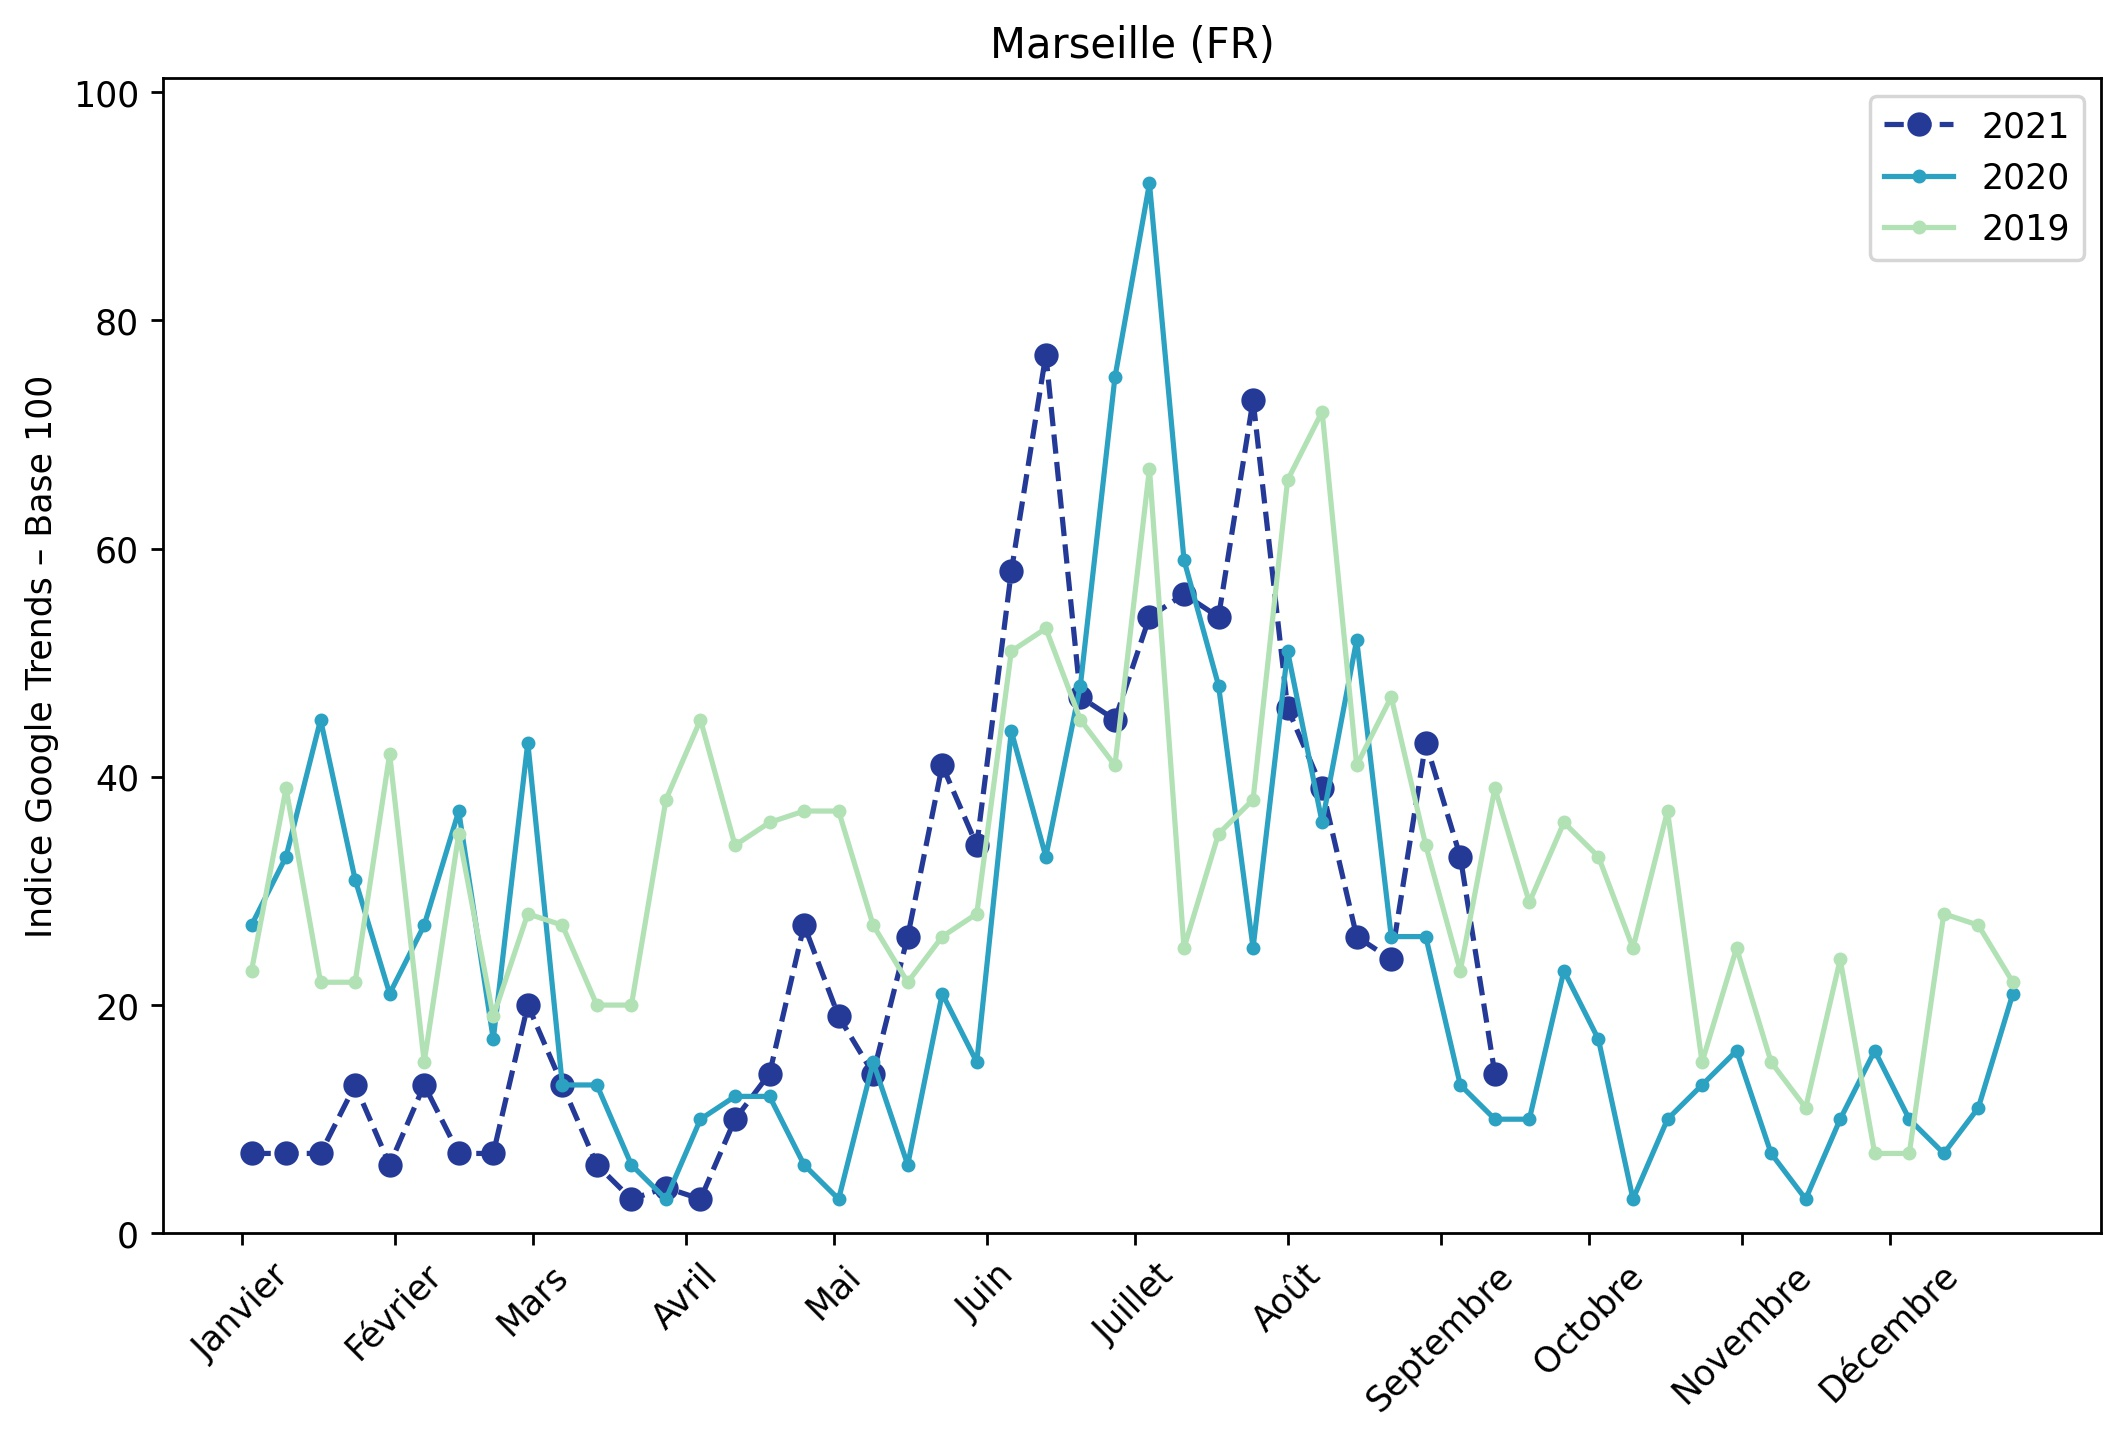 Marseille (FR)
Indice Google Trends – Base 100
100
80
60
40
20
0
2021
2020
2019
Janvier
Février
Mars
Avril
Mai
Juin
Juillet
Août
Septembre
Octobre
Novembre
Décembre